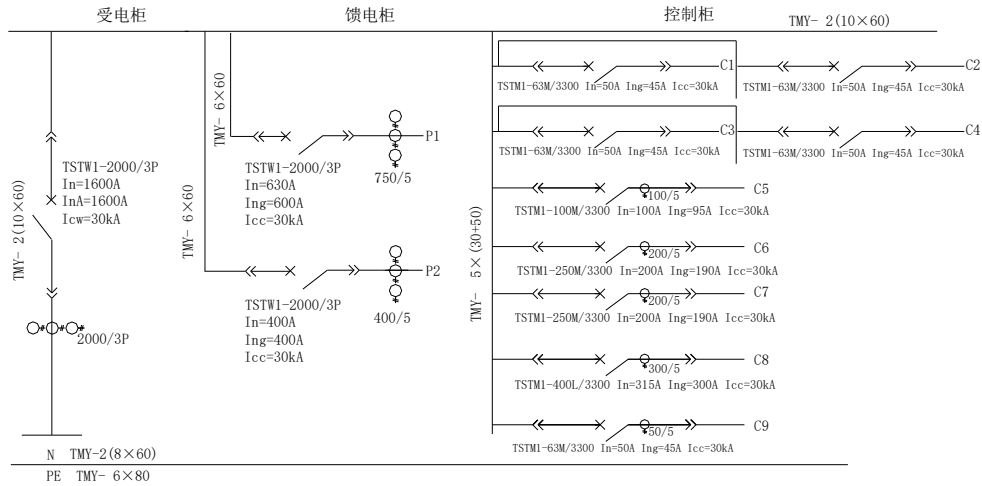 受电柜
馈电柜
控制柜
TMY- 2(10×60)
TMY- 2(10×60)
TSTW1-2000/3P
In=1600A
InA=1600A
Icw=30kA
2000/3P
TMY- 6×60
TMY- 6×60
P1
750/5
TSTW1-2000/3P
In=630A
Ing=600A
Icc=30kA
P2
400/5
TSTW1-2000/3P
In=400A
Ing=400A
Icc=30kA
TMY- 5×(30+50)
C1
TSTM1-63M/3300 In=50A Ing=45A Icc=30kA
C2
TSTM1-63M/3300 In=50A Ing=45A Icc=30kA
C3
TSTM1-63M/3300 In=50A Ing=45A Icc=30kA
C4
TSTM1-63M/3300 In=50A Ing=45A Icc=30kA
C5
100/5
TSTM1-100M/3300 In=100A Ing=95A Icc=30kA
C6
200/5
TSTM1-250M/3300 In=200A Ing=190A Icc=30kA
C7
200/5
TSTM1-250M/3300 In=200A Ing=190A Icc=30kA
C8
300/5
TSTM1-400L/3300 In=315A Ing=300A Icc=30kA
C9
50/5
TSTM1-63M/3300 In=50A Ing=45A Icc=30kA
N TMY-2(8×60)
PE TMY- 6×80